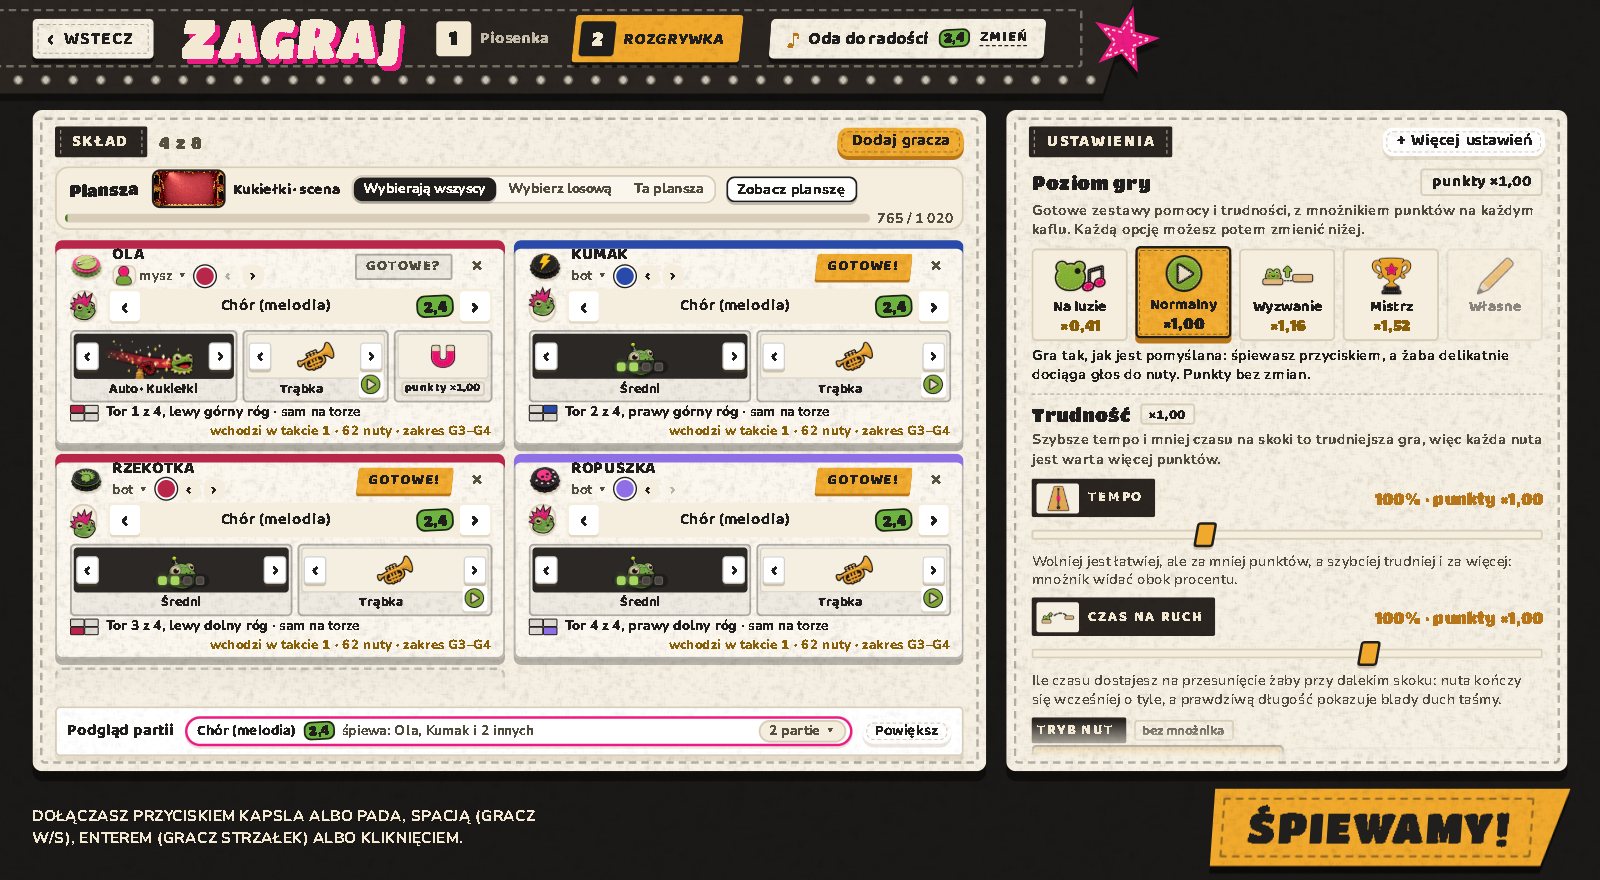 ‹ WSTECZ
ZAGRAJ
1 Piosenka
2 ROZGRYWKA
Oda do radości 2,4 ZMIEŃ
SKŁAD 4 z 8
Dodaj gracza
Plansza Kukiełki·scena Wybierają wszyscy Wybierz losową Ta plansza Zobacz planszę
765 / 1 020
OLA
mysz ▾ ‹ ›
GOTOWE? ×
‹ Chór (melodia) 2,4 ›
‹ › ‹ ›
Auto·Kukiełki Trąbka punkty ×1,00
Tor 1 z 4, lewy górny róg · sam na torze
wchodzi w takcie 1 · 62 nuty · zakres G3–G4
KUMAK
bot ▾ ‹ ›
GOTOWE! ×
‹ Chór (melodia) 2,4 ›
‹ › ‹ ›
Średni Trąbka
Tor 2 z 4, prawy górny róg · sam na torze
wchodzi w takcie 1 · 62 nuty · zakres G3–G4
RZEKOTKA
bot ▾ ‹ ›
GOTOWE! ×
‹ Chór (melodia) 2,4 ›
‹ › ‹ ›
Średni Trąbka
Tor 3 z 4, lewy dolny róg · sam na torze
wchodzi w takcie 1 · 62 nuty · zakres G3–G4
ROPUSZKA
bot ▾ ‹ ›
GOTOWE! ×
‹ Chór (melodia) 2,4 ›
‹ › ‹ ›
Średni Trąbka
Tor 4 z 4, prawy dolny róg · sam na torze
wchodzi w takcie 1 · 62 nuty · zakres G3–G4
Podgląd partii Chór (melodia) 2,4 śpiewa: Ola, Kumak i 2 innych 2 partie ▾ Powiększ
USTAWIENIA
+ Więcej ustawień
Poziom gry
punkty ×1,00
Gotowe zestawy pomocy i trudności, z mnożnikiem punktów na każdym
kaflu. Każdą opcję możesz potem zmienić niżej.
Na luzie Normalny Wyzwanie Mistrz Własne
×0,41 ×1,00 ×1,16 ×1,52
Gra tak, jak jest pomyślana: śpiewasz przyciskiem, a żaba delikatnie
dociąga głos do nuty. Punkty bez zmian.
Trudność ×1,00
Szybsze tempo i mniej czasu na skoki to trudniejsza gra, więc każda nuta
jest warta więcej punktów.
TEMPO
100% · punkty ×1,00
Wolniej jest łatwiej, ale za mniej punktów, a szybciej trudniej i za więcej:
mnożnik widać obok procentu.
CZAS NA RUCH
100% · punkty ×1,00
Ile czasu dostajesz na przesunięcie żaby przy dalekim skoku: nuta kończy
się wcześniej o tyle, a prawdziwą długość pokazuje blady duch taśmy.
TRYB NUT bez mnożnika
DOŁĄCZASZ PRZYCISKIEM KAPSLA ALBO PADA, SPACJĄ (GRACZ
W/S), ENTEREM (GRACZ STRZAŁEK) ALBO KLIKNIĘCIEM.
ŚPIEWAMY!